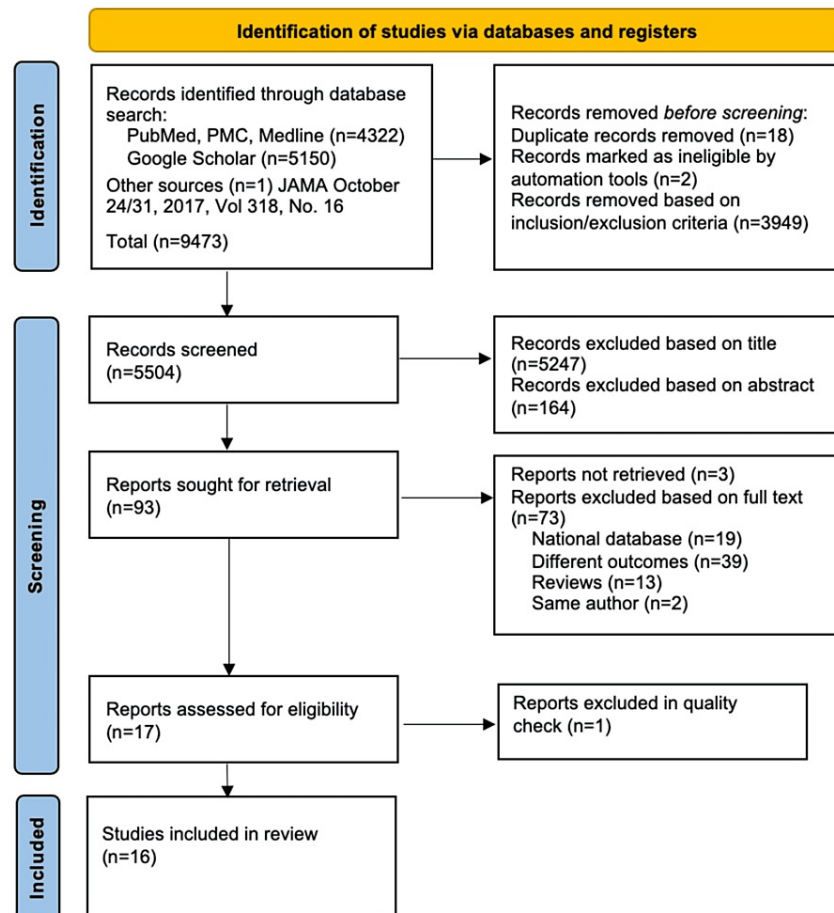 Identification of studies via databases and registers
Identification
Records identified through database
search:
PubMed, PMC, Medline (n=4322)
Google Scholar (n=5150)
Other sources (n=1) JAMA October
24/31, 2017, Vol 318, No. 16
Total (n=9473)
Records removed before screening:
Duplicate records removed (n=18)
Records marked as ineligible by
automation tools (n=2)
Records removed based on
inclusion/exclusion criteria (n=3949)
Screening
Records screened
(n=5504)
Records excluded based on title
(n=5247)
Records excluded based on abstract
(n=164)
Reports sought for retrieval
(n=93)
Reports not retrieved (n=3)
Reports excluded based on full text
(n=73)
National database (n=19)
Different outcomes (n=39)
Reviews (n=13)
Same author (n=2)
Reports assessed for eligibility
(n=17)
Reports excluded in quality
check (n=1)
Included
Studies included in review
(n=16)